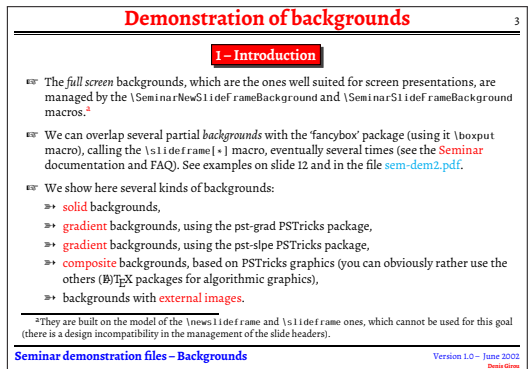 Demonstration of backgrounds
3
1 – Introduction
☞ The full screen backgrounds, which are the ones well suited for screen presentations, are
managed by the \SeminarNewSlideFrameBackground and \SeminarSlideFrameBackground
macros.a
☞ We can overlap several partial backgrounds with the 'fancybox' package (using it \boxput
macro), calling the \slideframe[*] macro, eventually several times (see the Seminar
documentation and FAQ). See examples on slide 12 and in the file sem-dem2.pdf.
☞ We show here several kinds of backgrounds:
➳ solid backgrounds,
➳ gradient backgrounds, using the pst-grad PSTricks package,
➳ gradient backgrounds, using the pst-slpe PSTricks package,
➳ composite backgrounds, based on PSTricks graphics (you can obviously rather use the
others (LA)TEX packages for algorithmic graphics),
➳ backgrounds with external images.
aThey are built on the model of the \newslideframe and \slideframe ones, which cannot be used for this goal
(there is a design incompatibility in the management of the slide headers).
Seminar demonstration files – Backgrounds
Version 1.0 – June 2002
Denis Girou